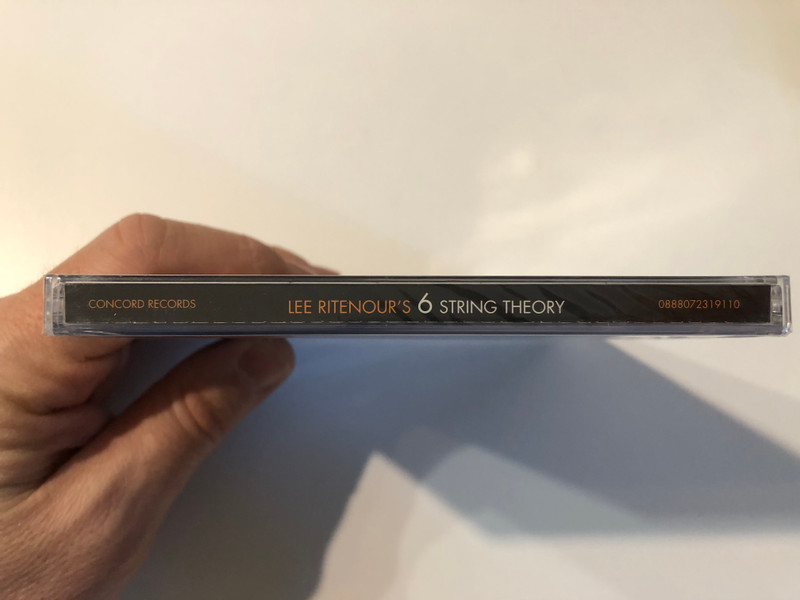 CONCORD RECORDS
LEE RITENOUR'S 6 STRING THEORY
0888072319110